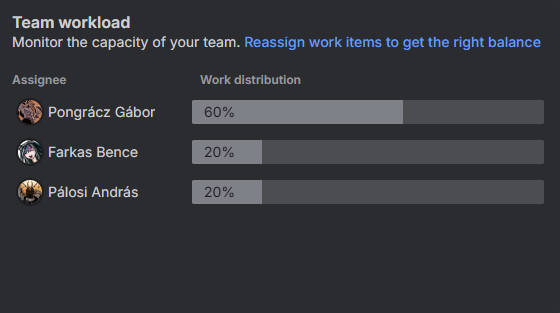 Team workload
Monitor the capacity of your team. Reassign work items to get the right balance
Assignee Work distribution
Pongrácz Gábor 60%
Farkas Bence 20%
Pálosi András 20%